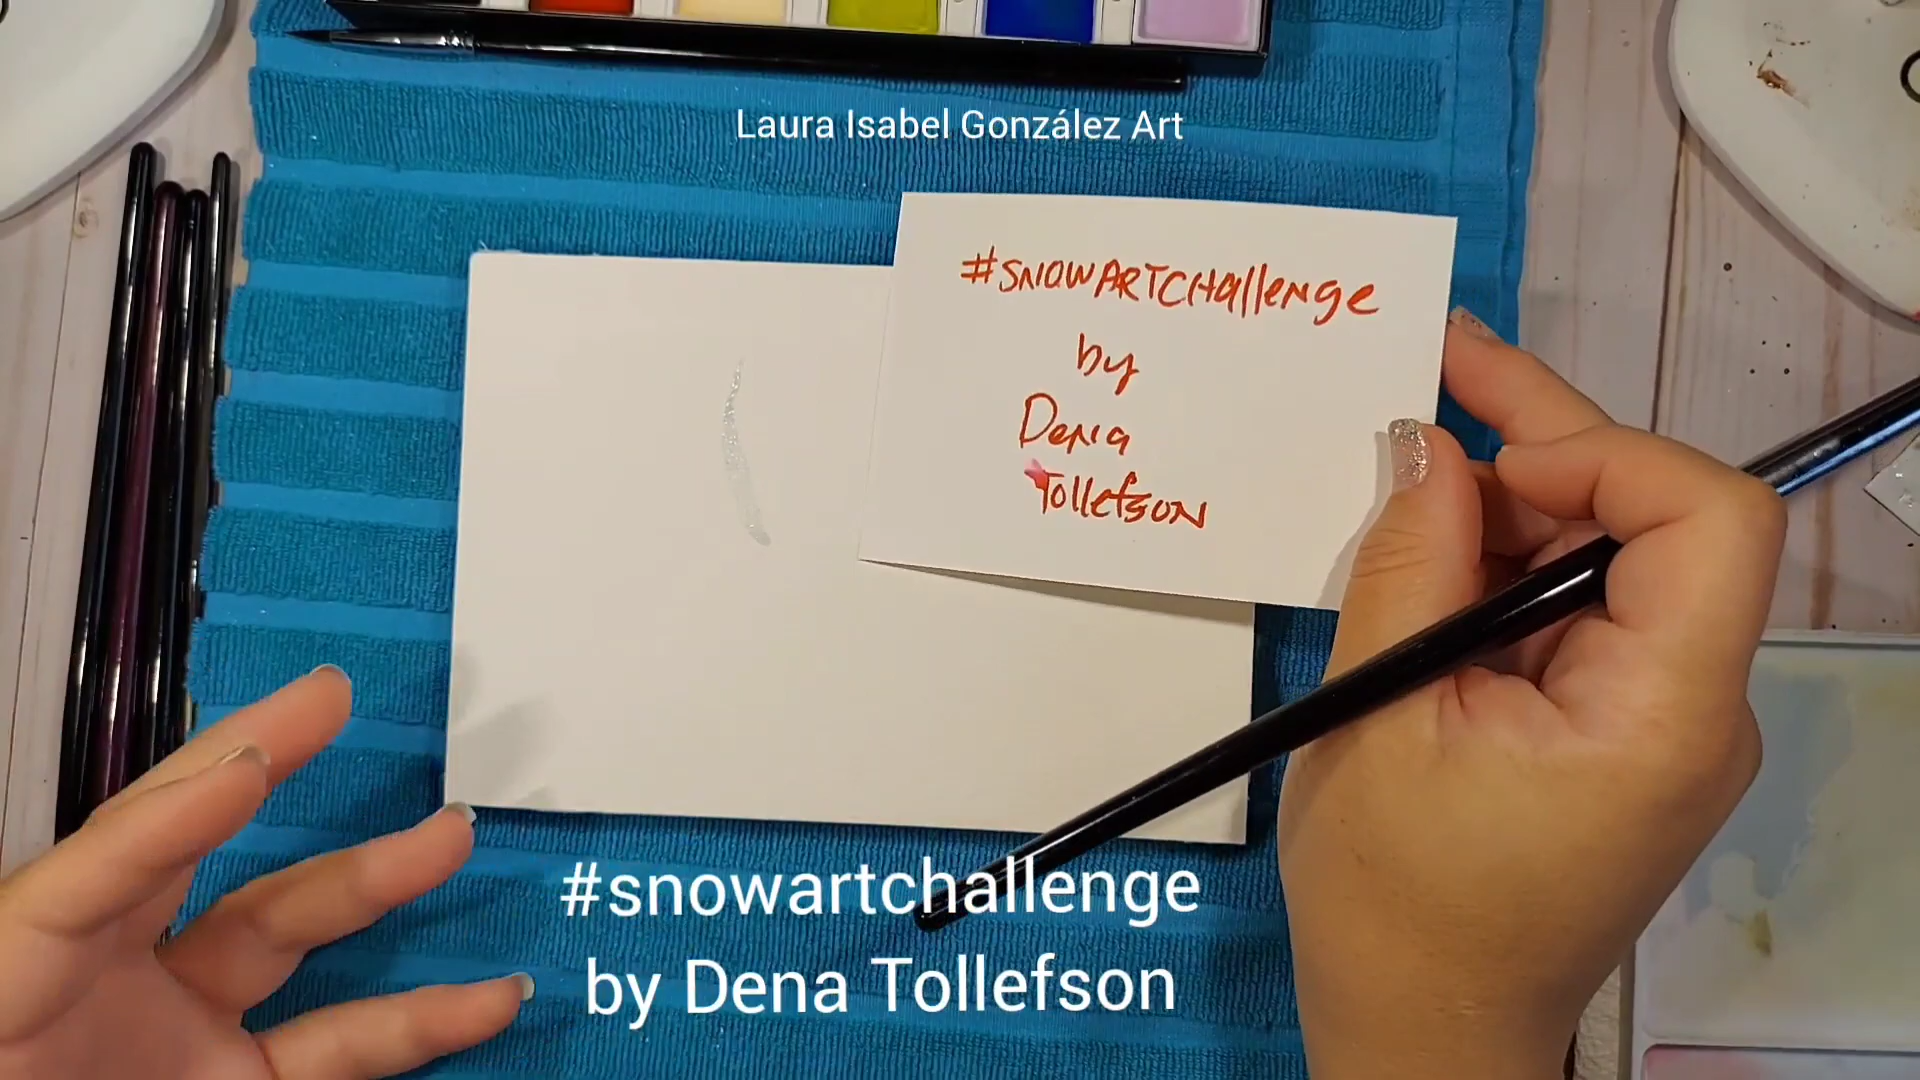 Laura Isabel González Art
#SNOWARTCHallenge
by
Dena
Tollefson
#snowartchallenge
by Dena Tollefson